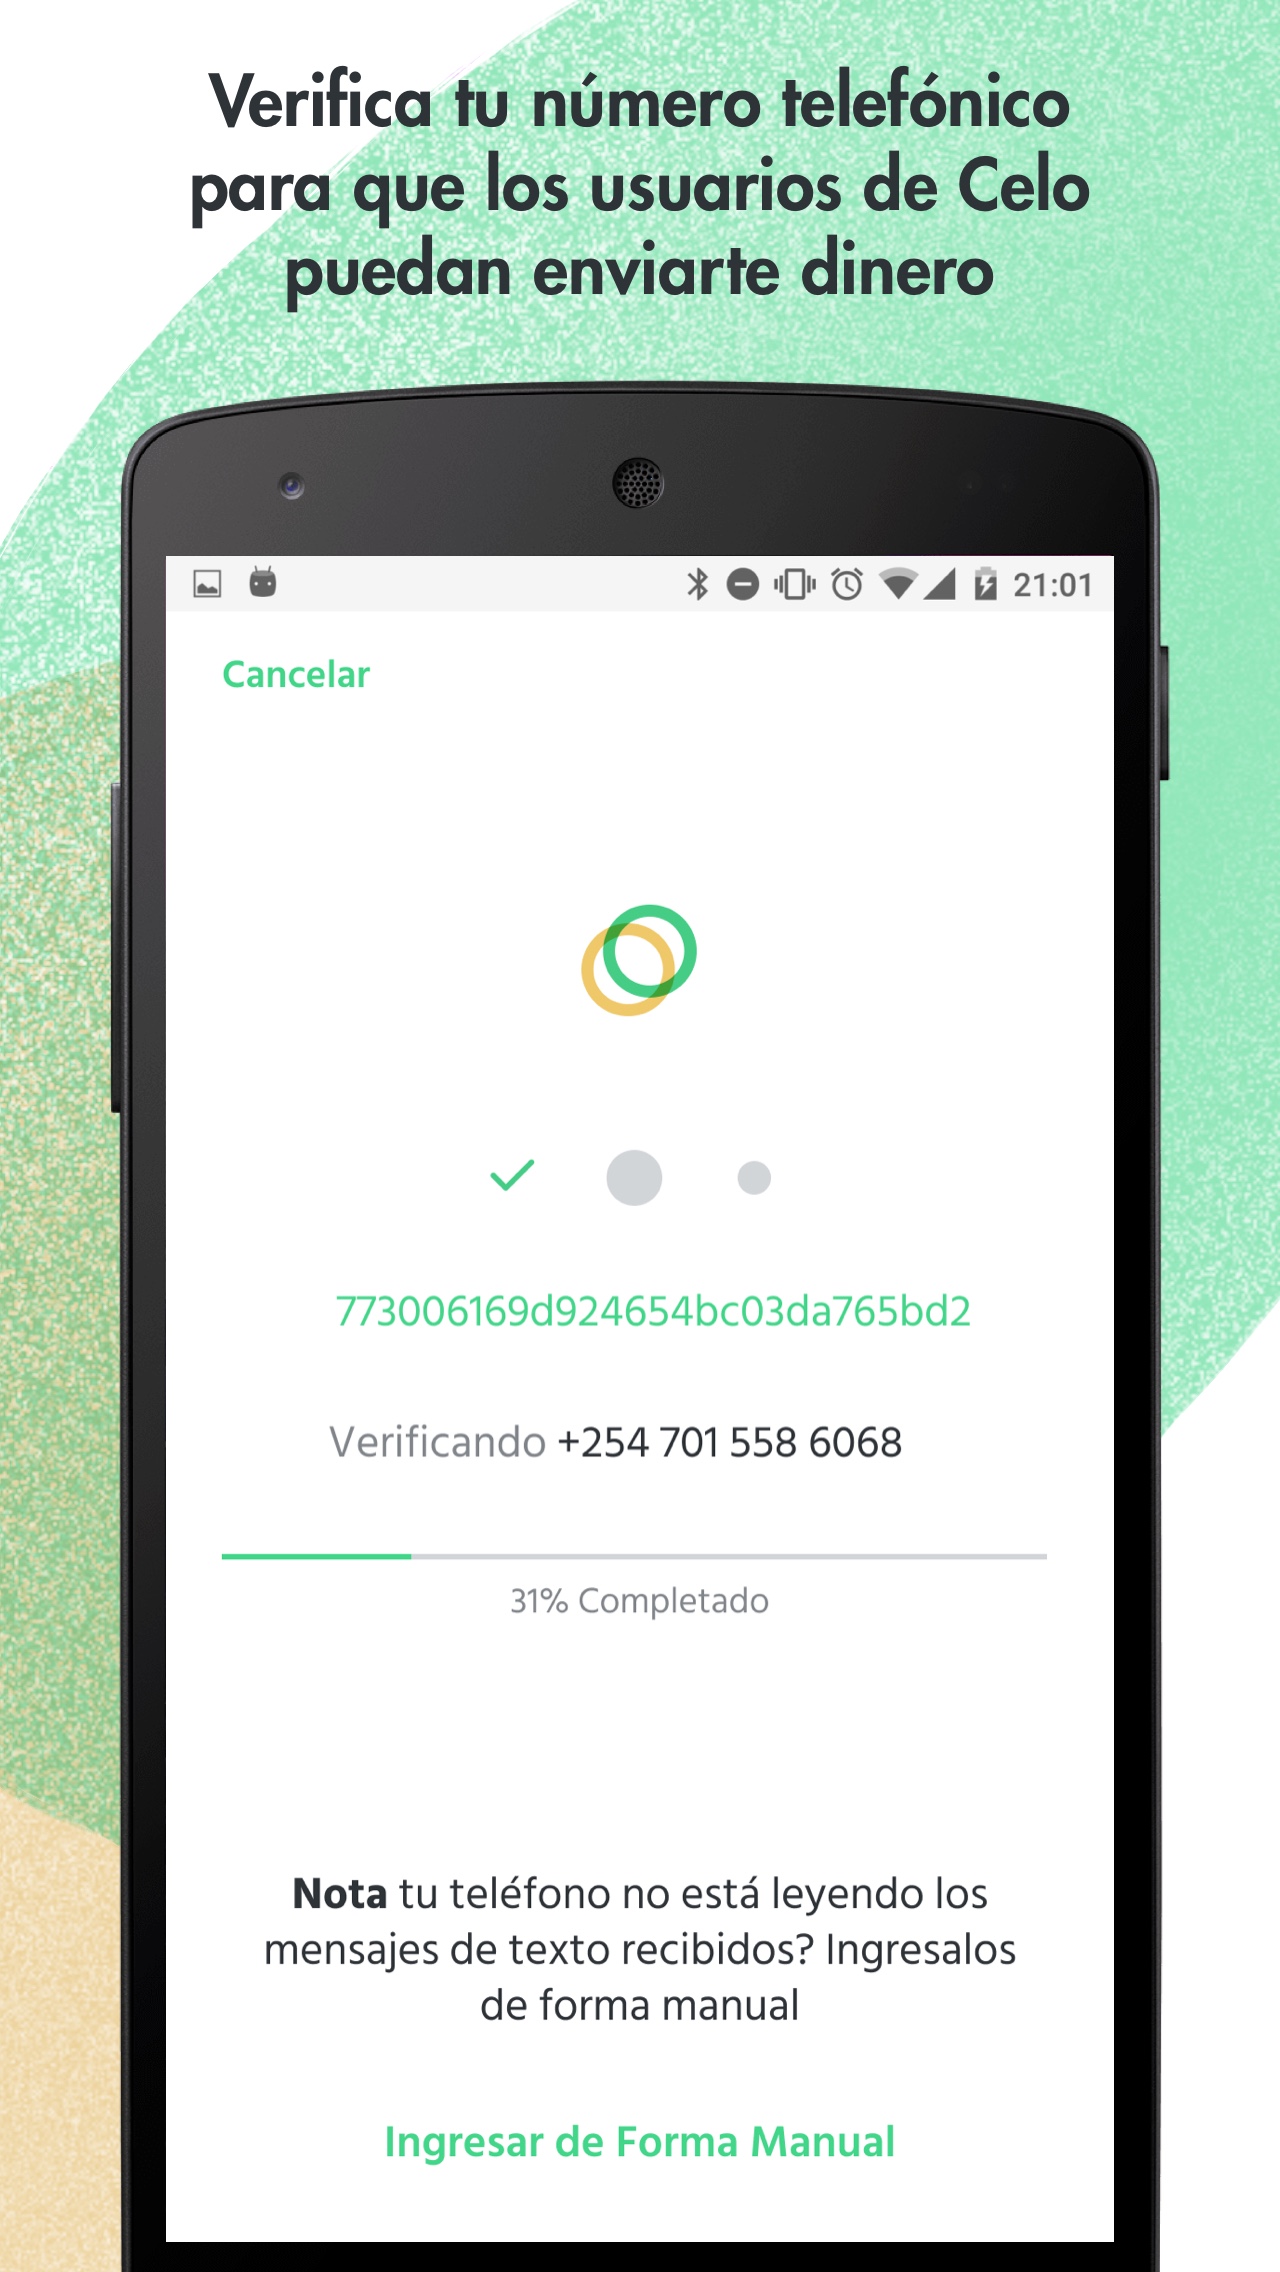 Verifica tu número telefónico
para que los usuarios de Celo
puedan enviarte dinero
21:01
Cancelar
773006169d924654bc03da765bd2
Verificando +254 701 558 6068
31% Completado
Nota tu teléfono no está leyendo los
mensajes de texto recibidos? Ingresalos
de forma manual
Ingresar de Forma Manual